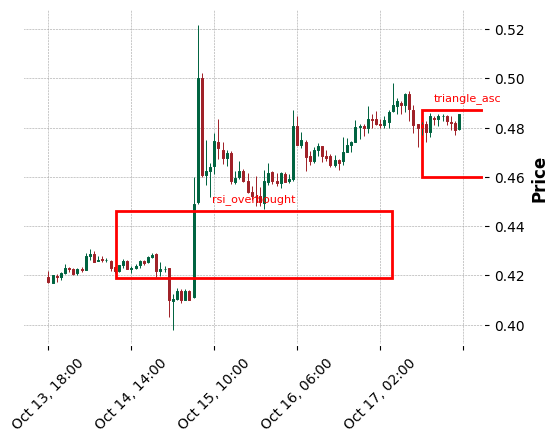 0.52
0.50
triangle_asc
0.48
0.46
Price
rsi_overbought
0.44
0.42
0.40
Oct 13, 18:00
Oct 14, 14:00
Oct 15, 10:00
Oct 16, 06:00
Oct 17, 02:00